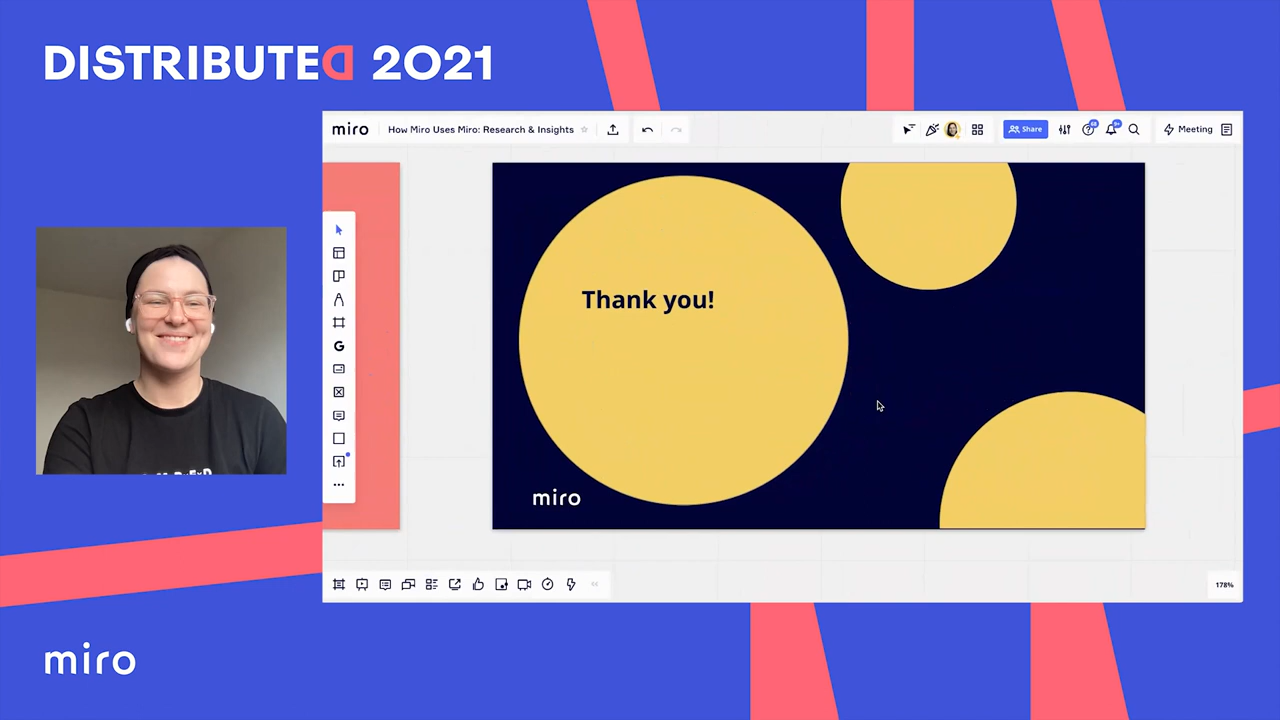 DISTRIBUTED 2021
miro
How Miro Uses Miro: Research & Insights
Share
Meeting
Thank you!
miro
178%
miro